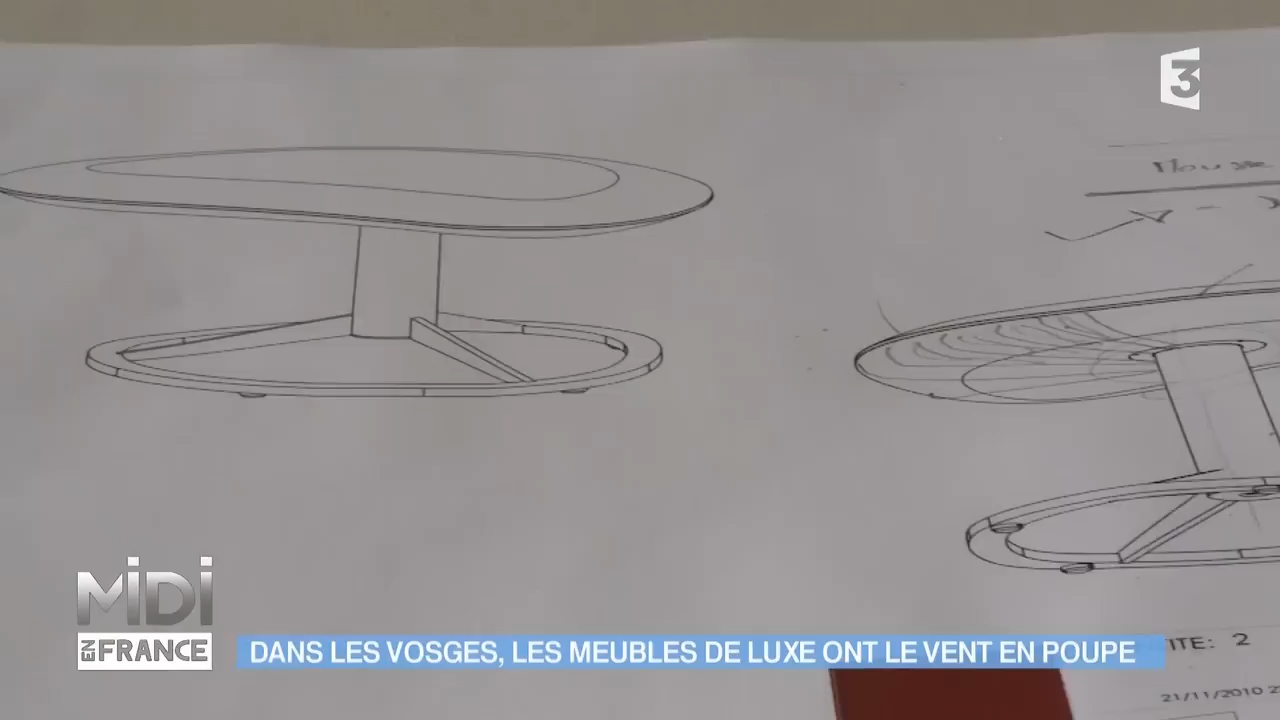 3
MiDi
EN FRANCE
DANS LES VOSGES, LES MEUBLES DE LUXE ONT LE VENT EN POUPE
ITE: 2
21/11/2010 2